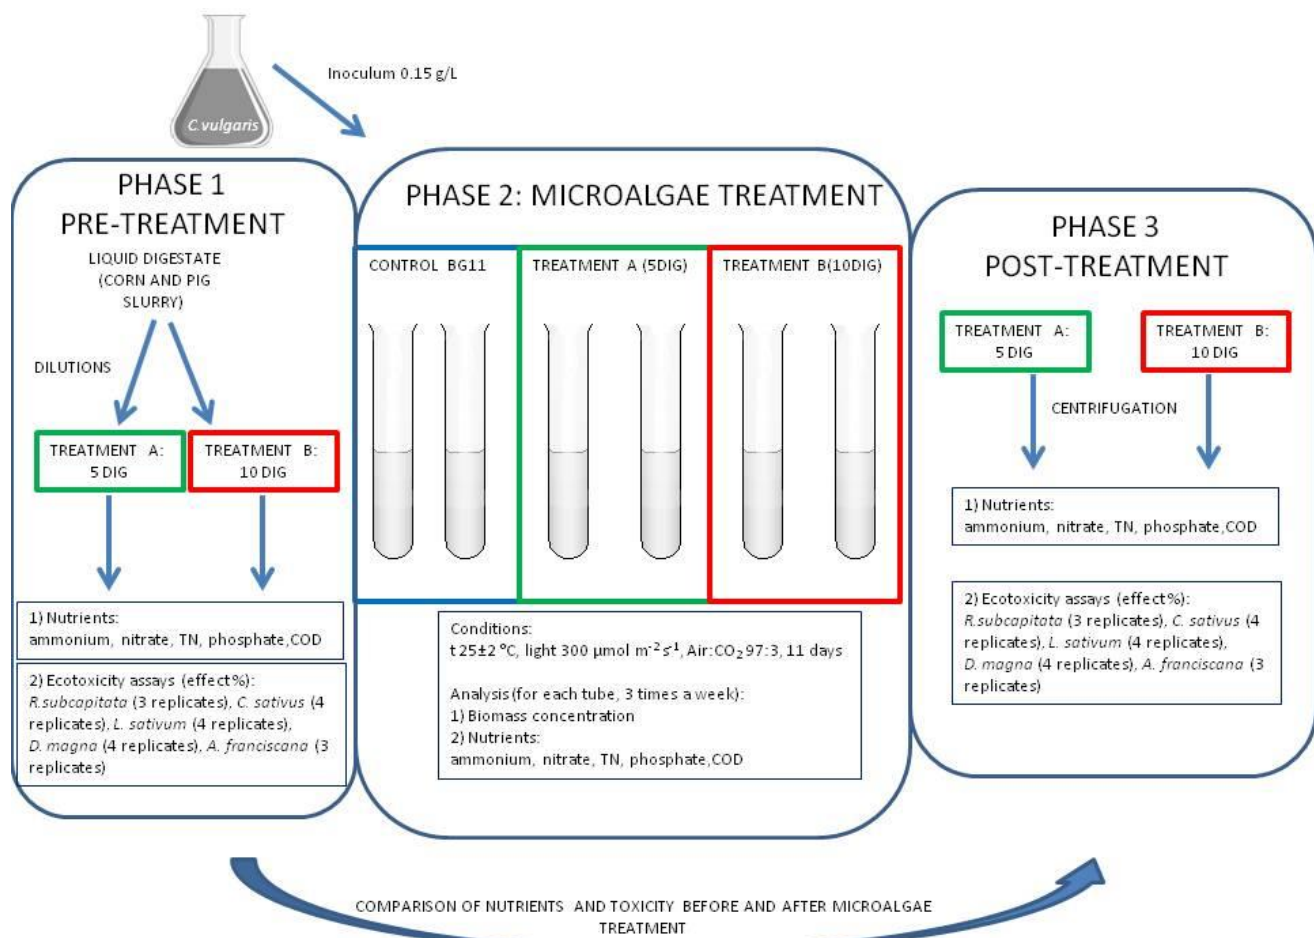 C.vulgaris
Inoculum 0.15 g/L
PHASE 1
PRE-TREATMENT
LIQUID DIGESTATE
(CORN AND PIG
SLURRY)
DILUTIONS
TREATMENT A:
5 DIG
TREATMENT B:
10 DIG
1) Nutrients:
ammonium, nitrate, TN, phosphate,COD
2) Ecotoxicity assays (effect%):
R.subcapitata (3 replicates), C. sativus (4
replicates), L. sativum (4 replicates),
D. magna (4 replicates), A. franciscana (3
replicates)
PHASE 2: MICROALGAE TREATMENT
CONTROL BG11
TREATMENT A (5DIG)
TREATMENT B(10DIG)
Conditions:
t 25±2 °C, light 300 µmol m⁻² s⁻¹, Air:CO₂ 97:3, 11 days
Analysis (for each tube, 3 times a week):
1) Biomass concentration
2) Nutrients:
ammonium, nitrate, TN, phosphate,COD
PHASE 3
POST-TREATMENT
TREATMENT A:
5 DIG
TREATMENT B:
10 DIG
CENTRIFUGATION
1) Nutrients:
ammonium, nitrate, TN, phosphate,COD
2) Ecotoxicity assays (effect%):
R.subcapitata (3 replicates), C. sativus (4
replicates), L. sativum (4 replicates),
D. magna (4 replicates), A. franciscana (3
replicates)
COMPARISON OF NUTRIENTS AND TOXICITY BEFORE AND AFTER MICROALGAE
TREATMENT